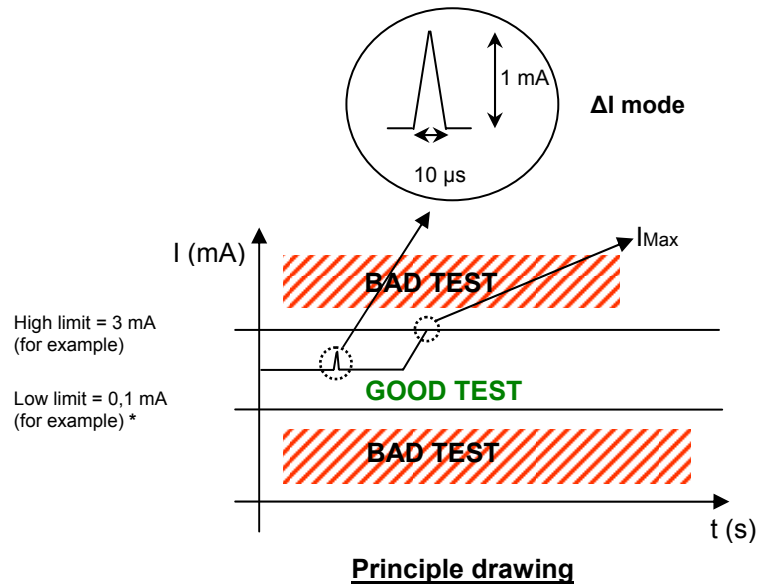 1 mA
ΔI mode
10 µs
I (mA)
IMax
BAD TEST
High limit = 3 mA
(for example)
GOOD TEST
Low limit = 0,1 mA
(for example) *
BAD TEST
t (s)
Principle drawing